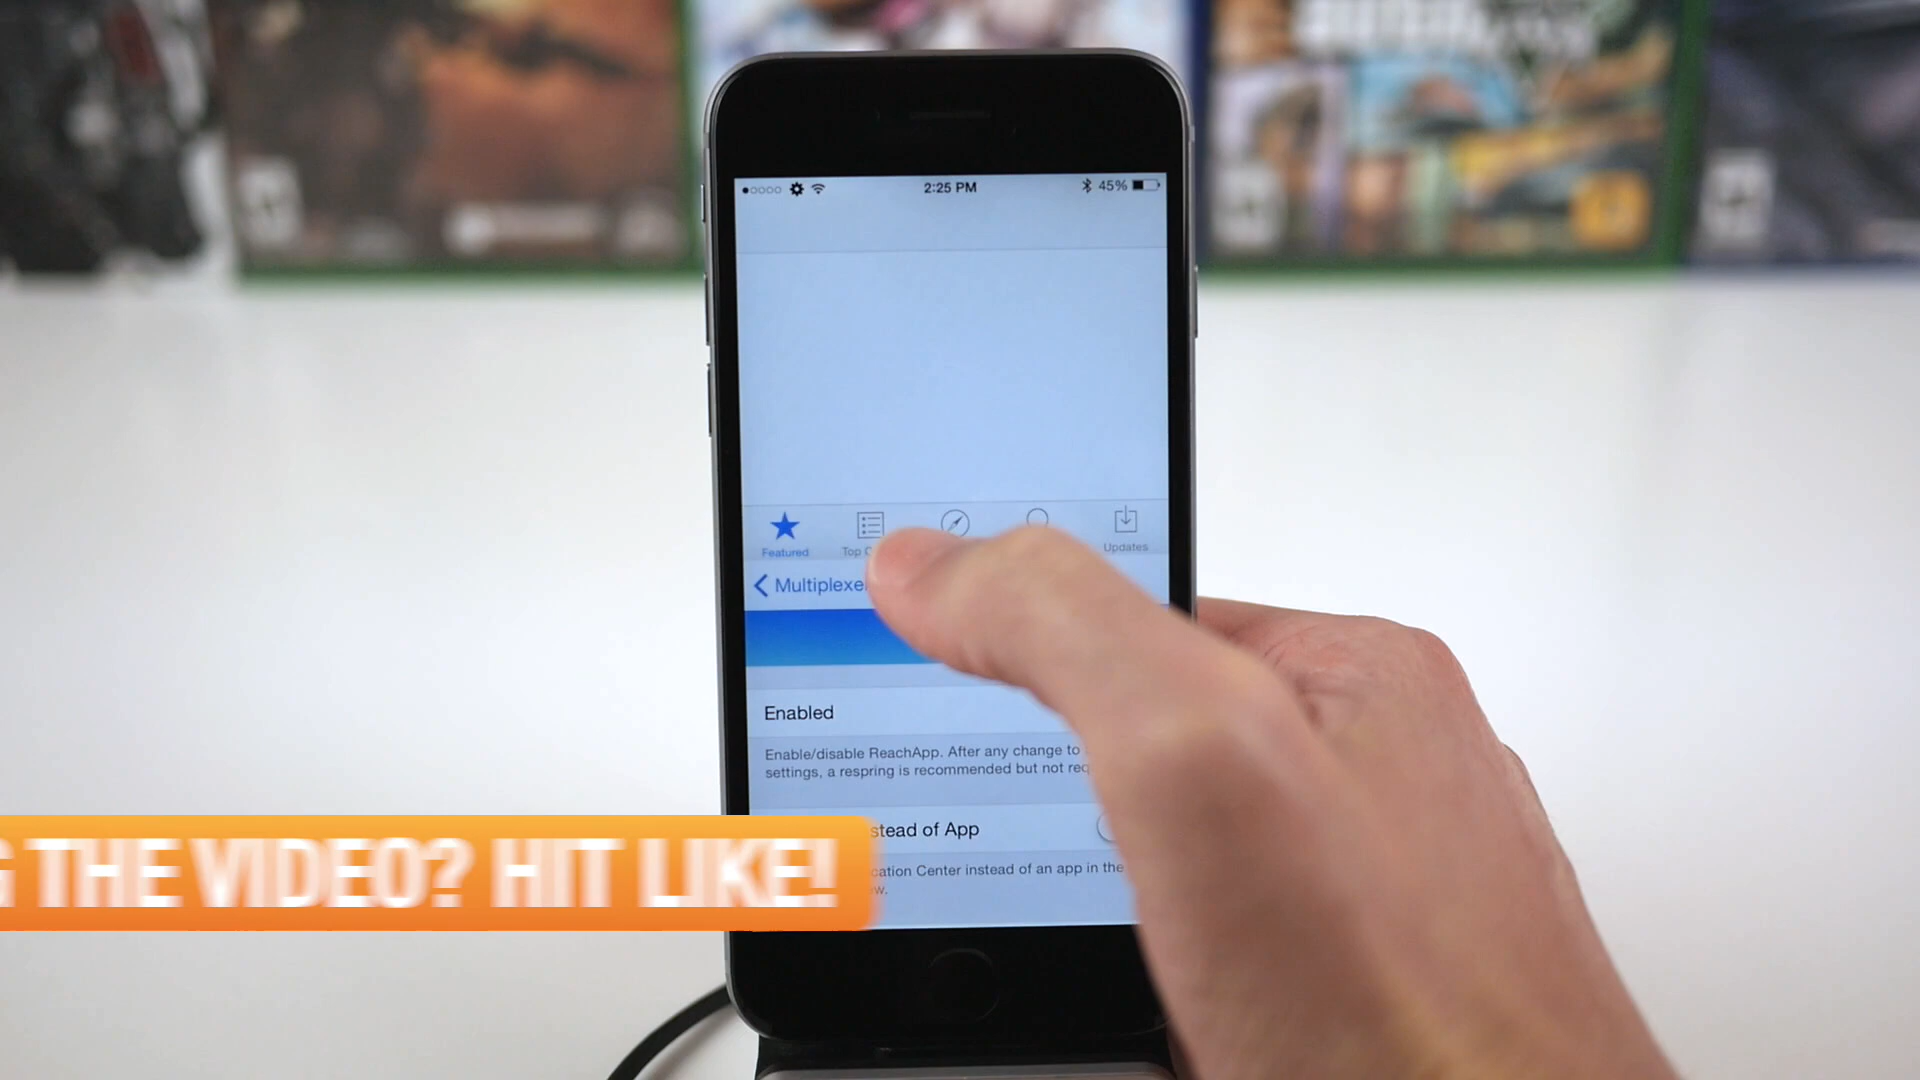 2:25 PM
45%
Featured
Top
Updates
Multiplexe
Enabled
Enable/disable ReachApp. After any change to
settings, a respring is recommended but not req
stead of App
cation Center instead of an app in the
w.
G THE VIDEO? HIT LIKE!